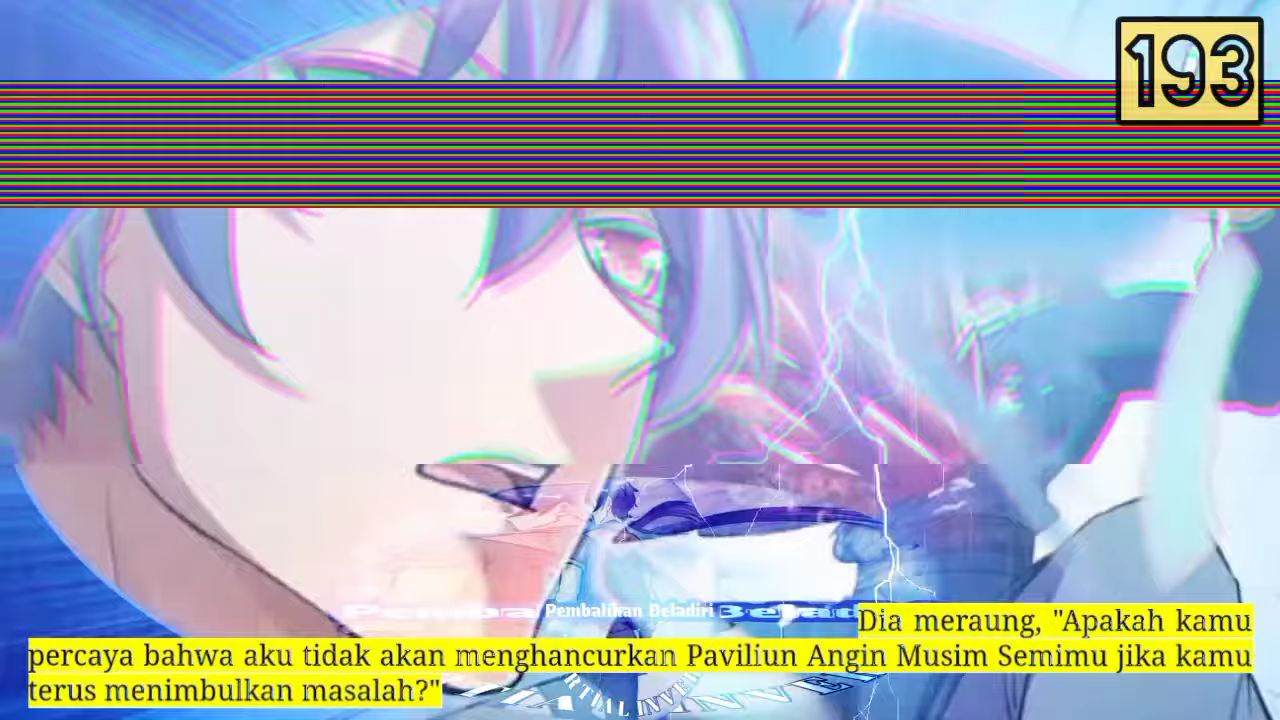 193
Pembalikan Beladiri
Dia meraung, "Apakah kamu
percaya bahwa aku tidak akan menghancurkan Paviliun Angin Musim Semimu jika kamu
terus menimbulkan masalah?"